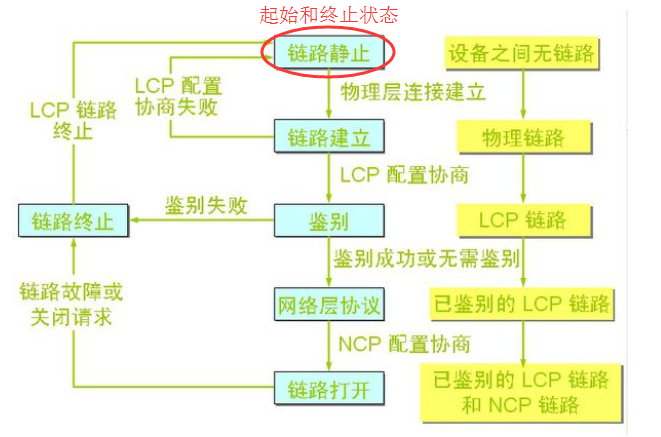 起始和终止状态
链路静止
设备之间无链路
LCP 配置
协商失败
物理层连接建立
LCP 链路
终止
链路建立
物理链路
LCP 配置协商
鉴别失败
链路终止
鉴别
LCP 链路
鉴别成功或无需鉴别
链路故障或
关闭请求
网络层协议
已鉴别的 LCP 链路
NCP 配置协商
链路打开
已鉴别的 LCP 链路
和 NCP 链路